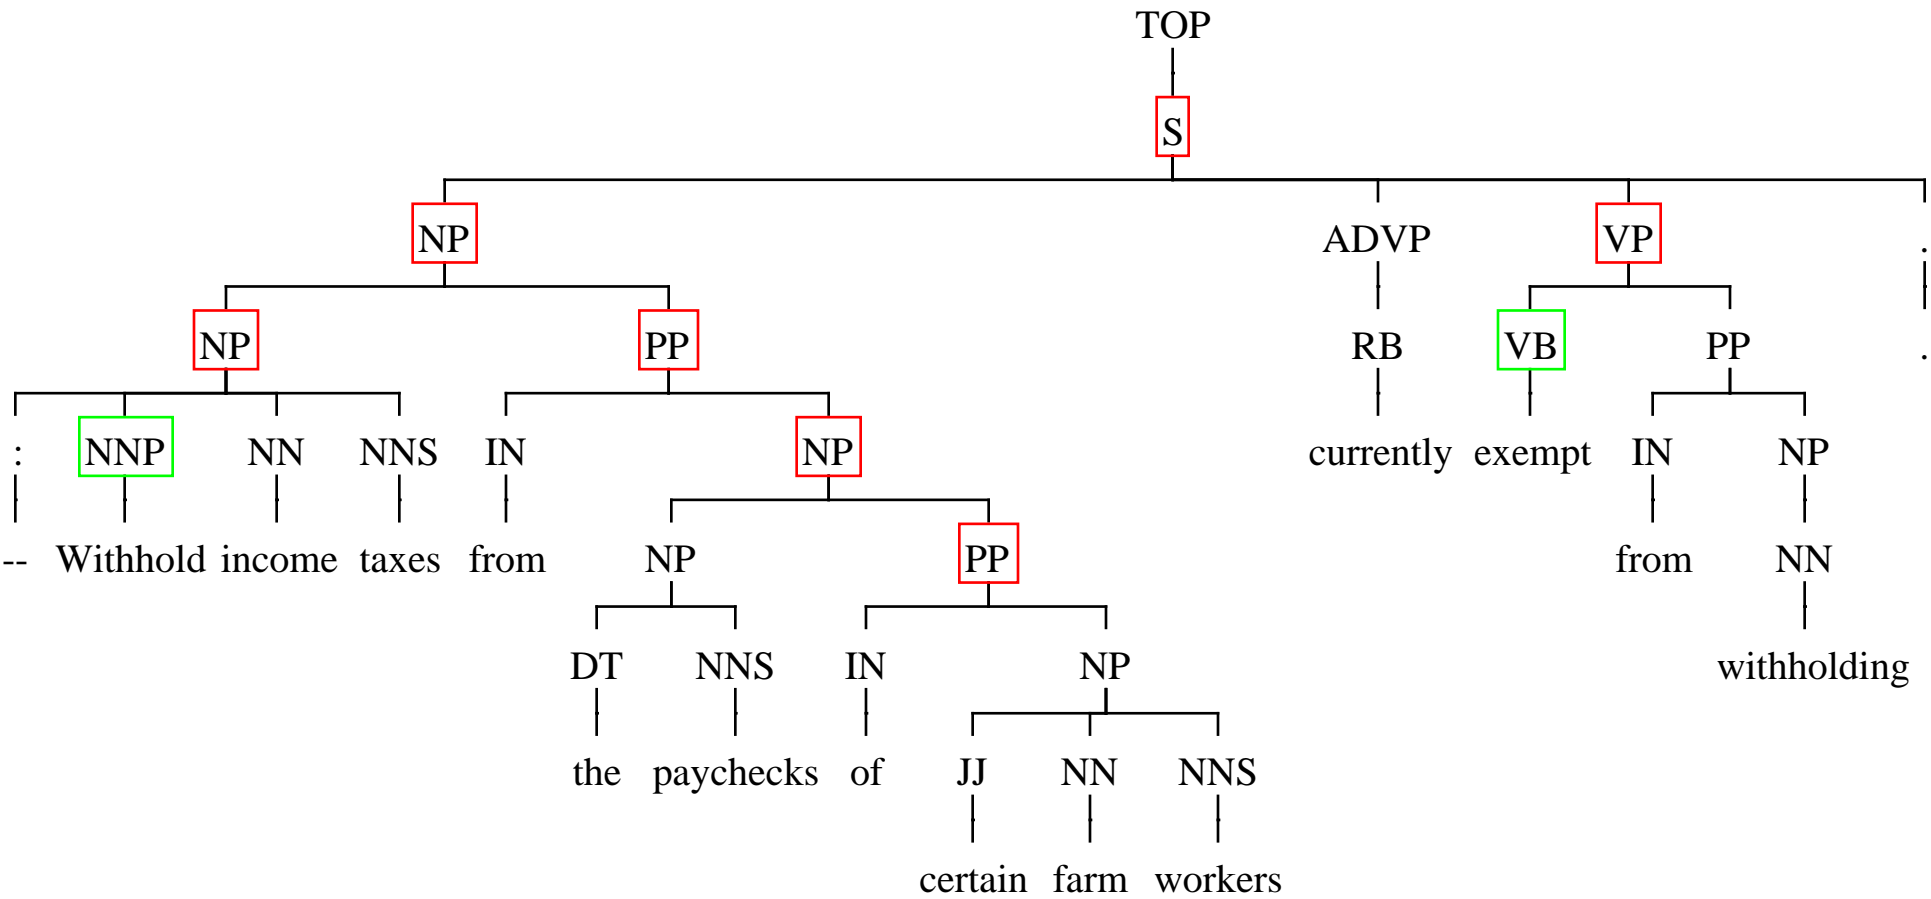 TOP
S
NP ADVP VP .
NP PP RB VB PP .
: NNP NN NNS IN NP currently exempt IN NP
-- Withhold income taxes from NP PP from NN
DT NNS IN NP withholding
the paychecks of JJ NN NNS
certain farm workers